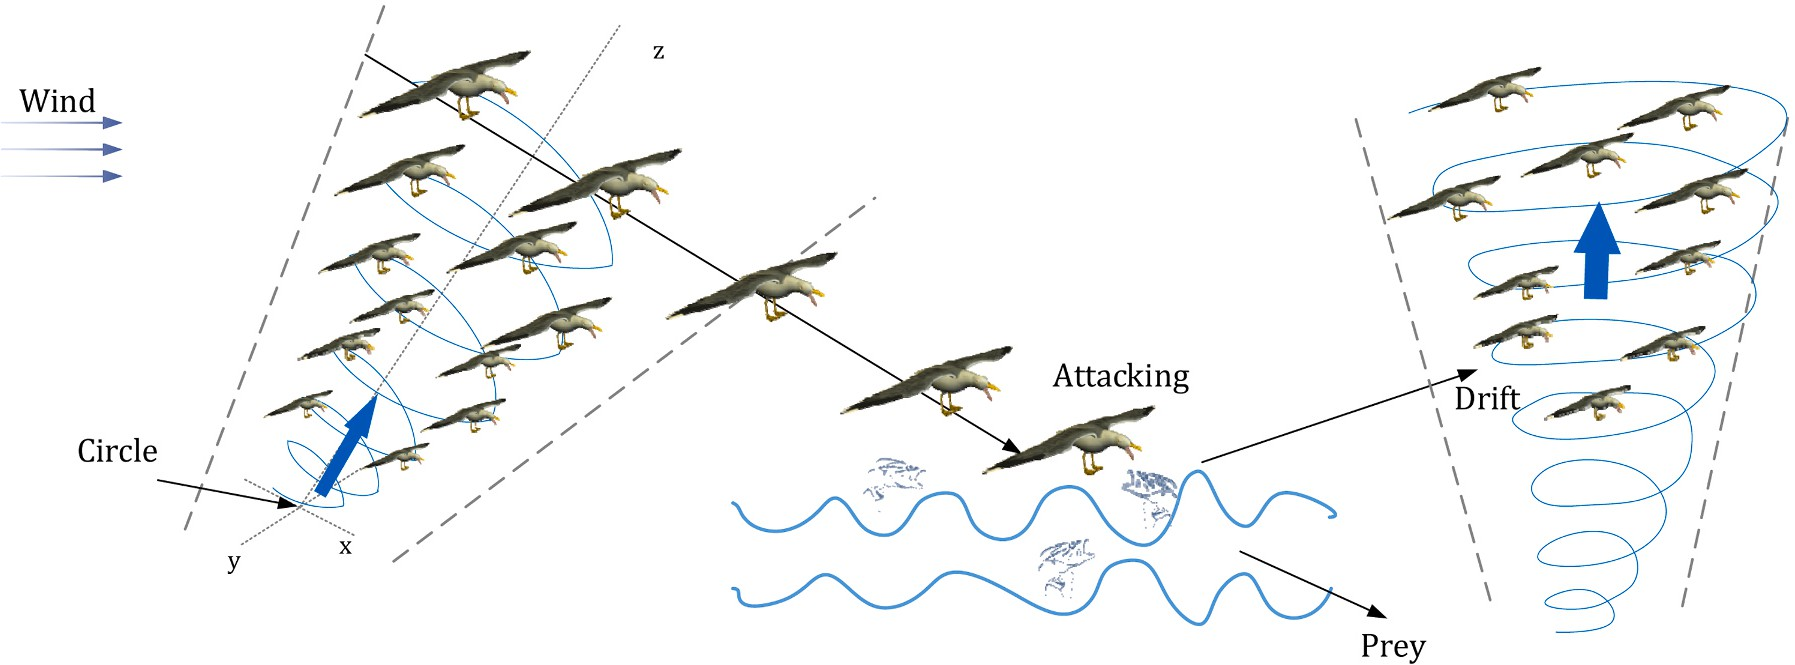 Wind
z
Circle
y
x
Attacking
Drift
Prey